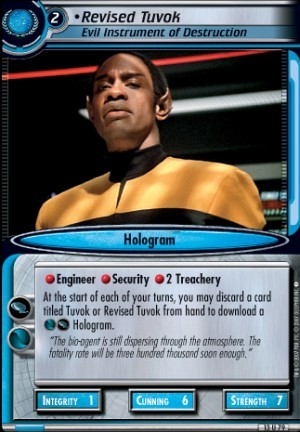 2 •Revised Tuvok
Evil Instrument of Destruction
Hologram
Engineer Security 2 Treachery
At the start of each of your turns, you may discard a card
titled Tuvok or Revised Tuvok from hand to download a
Hologram.
"The bio-agent is still dispersing through the atmosphere. The
fatality rate will be three hundred thousand soon enough."
INTEGRITY 1 CUNNING 6 STRENGTH 7